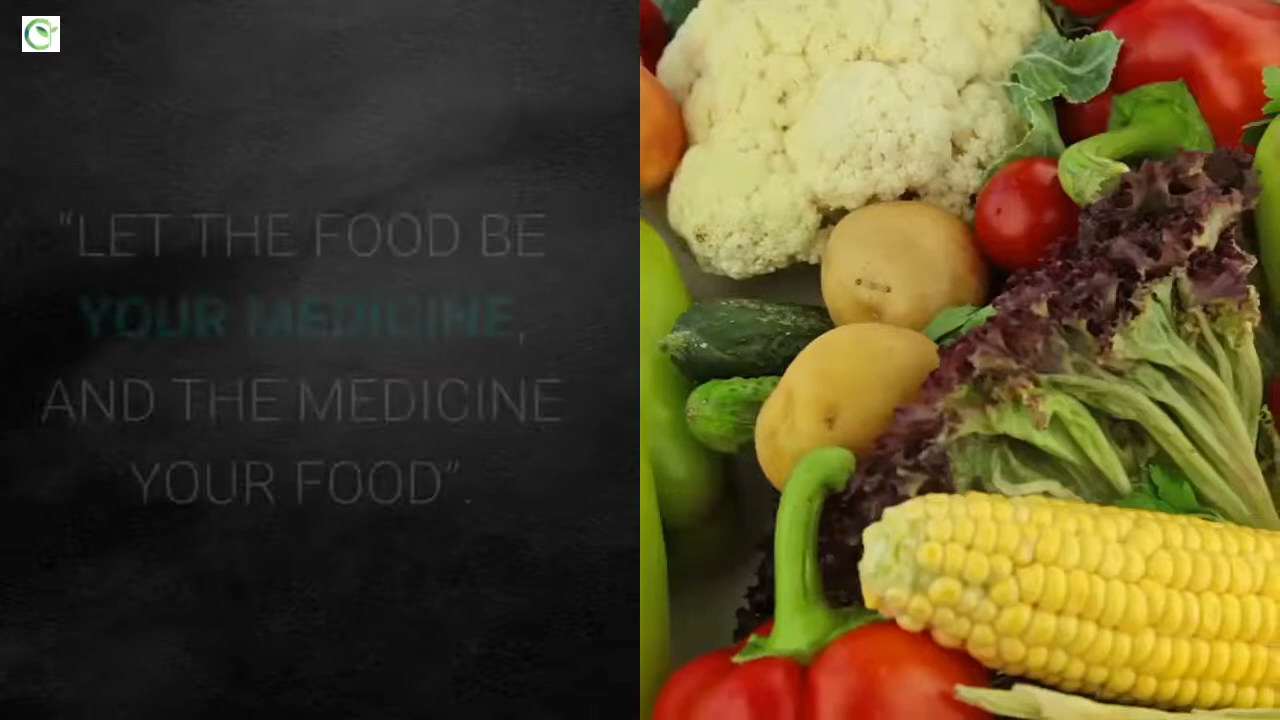 “LET THE FOOD BE
YOUR MEDICINE,
AND THE MEDICINE
YOUR FOOD”.